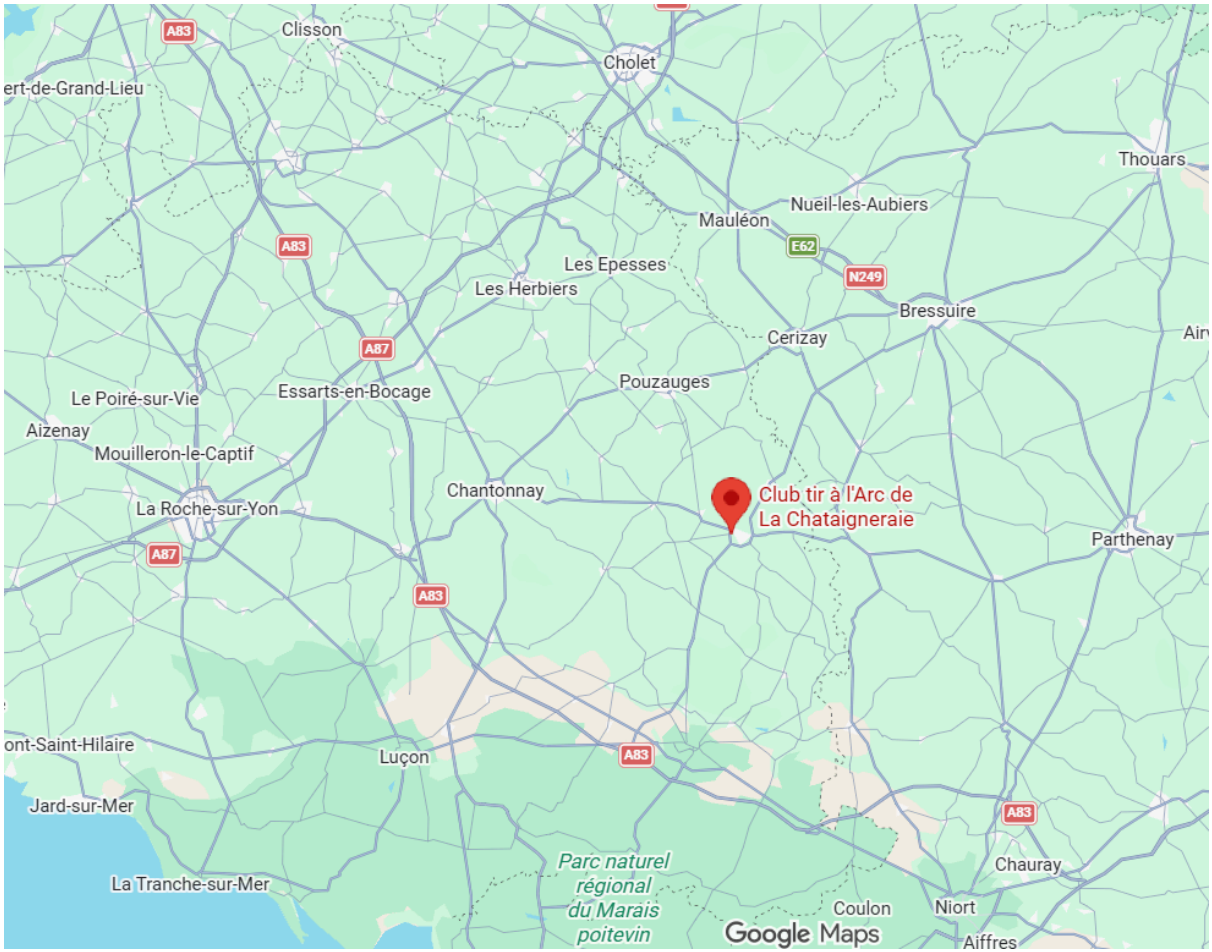 A83
Clisson
Cholet
ert-de-Grand-Lieu
Thouars
Nueil-les-Aubiers
Mauléon
A83
E62
Les Epesses
N249
Les Herbiers
Bressuire
Airv
Cerizay
A87
Pouzauges
Essarts-en-Bocage
Le Poiré-sur-Vie
Aizenay
Mouilleron-le-Captif
Chantonnay
Club tir à l'Arc de
La Chataigneraie
La Roche-sur-Yon
Parthenay
A87
A83
ont-Saint-Hilaire
Luçon
A83
Jard-sur-Mer
A83
Parc naturel
régional
du Marais
poitevin
Chauray
La Tranche-sur-Mer
Coulon
Niort
Google Maps
Aiffres